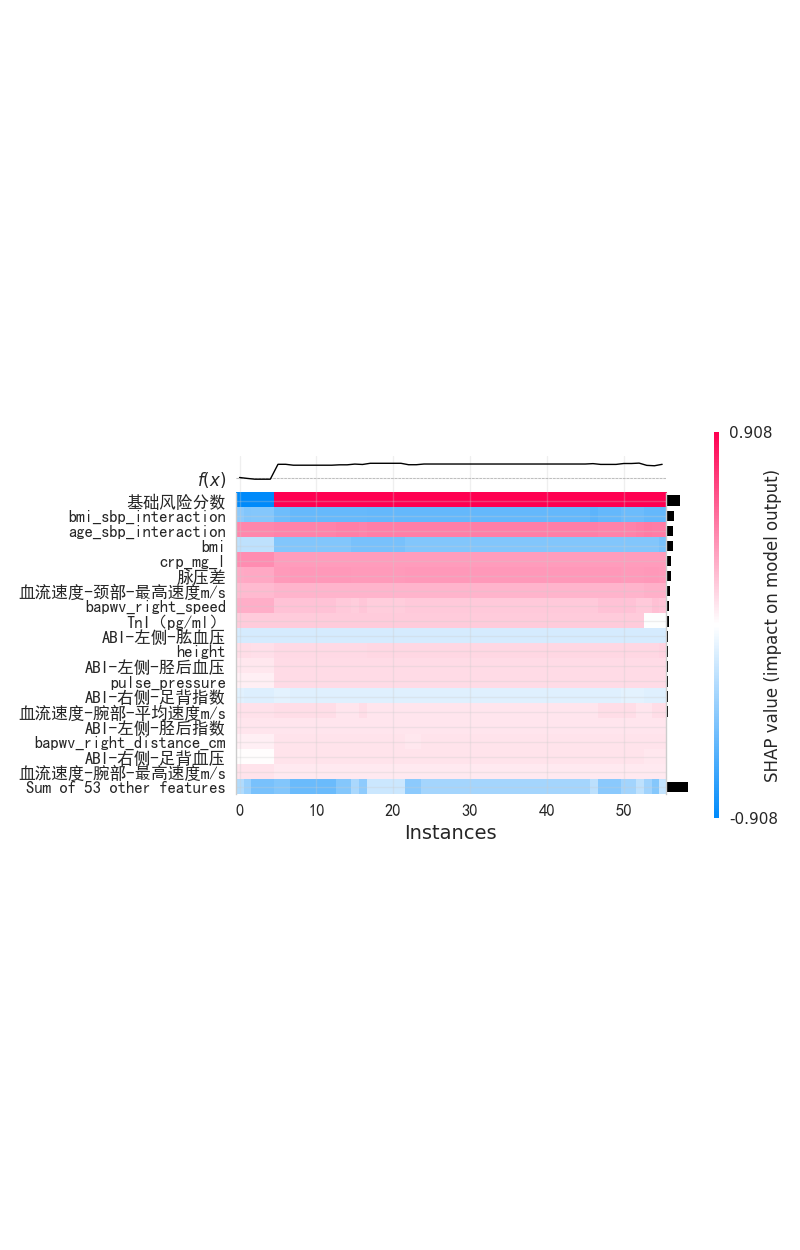 0.908
f(x)
基础风险分数
bmi_sbp_interaction
age_sbp_interaction
bmi
crp_mg_l
脉压差
血流速度-颈部-最高速度m/s
bapwv_right_speed
TnI (pg/ml)
ABI-左侧-肱血压
height
ABI-左侧-胫后血压
pulse_pressure
ABI-右侧-足背指数
血流速度-腕部-平均速度m/s
ABI-左侧-胫后指数
bapwv_right_distance_cm
ABI-右侧-足背血压
血流速度-腕部-最高速度m/s
Sum of 53 other features
0 10 20 30 40 50
Instances
-0.908
SHAP value (impact on model output)